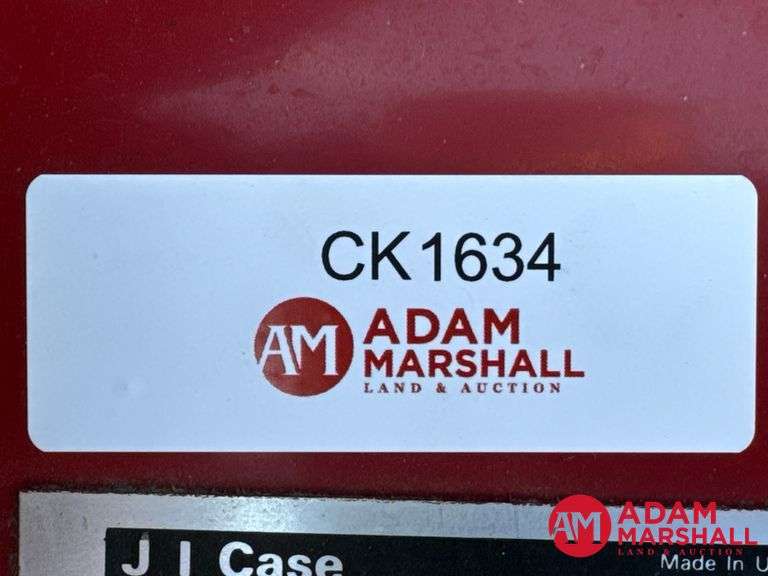 CK1634
AM ADAM
MARSHALL
LAND & AUCTION
J I Case
Made In U
AM ADAM
MARSHALL
LAND & AUCTION